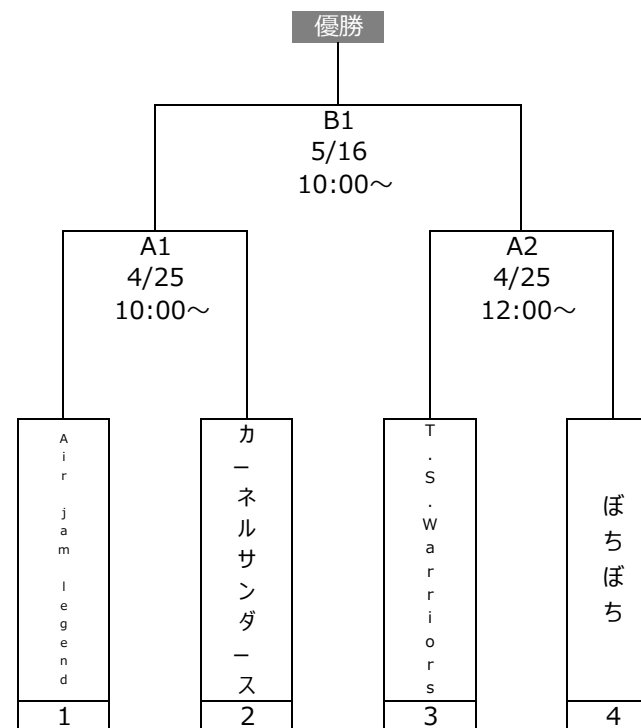 優勝
B1
5/16
10:00～
A1
4/25
10:00～
A2
4/25
12:00～
Air jam legend
カーネルサンダース
T.S.Warriors
ぼちぼち
1
2
3
4